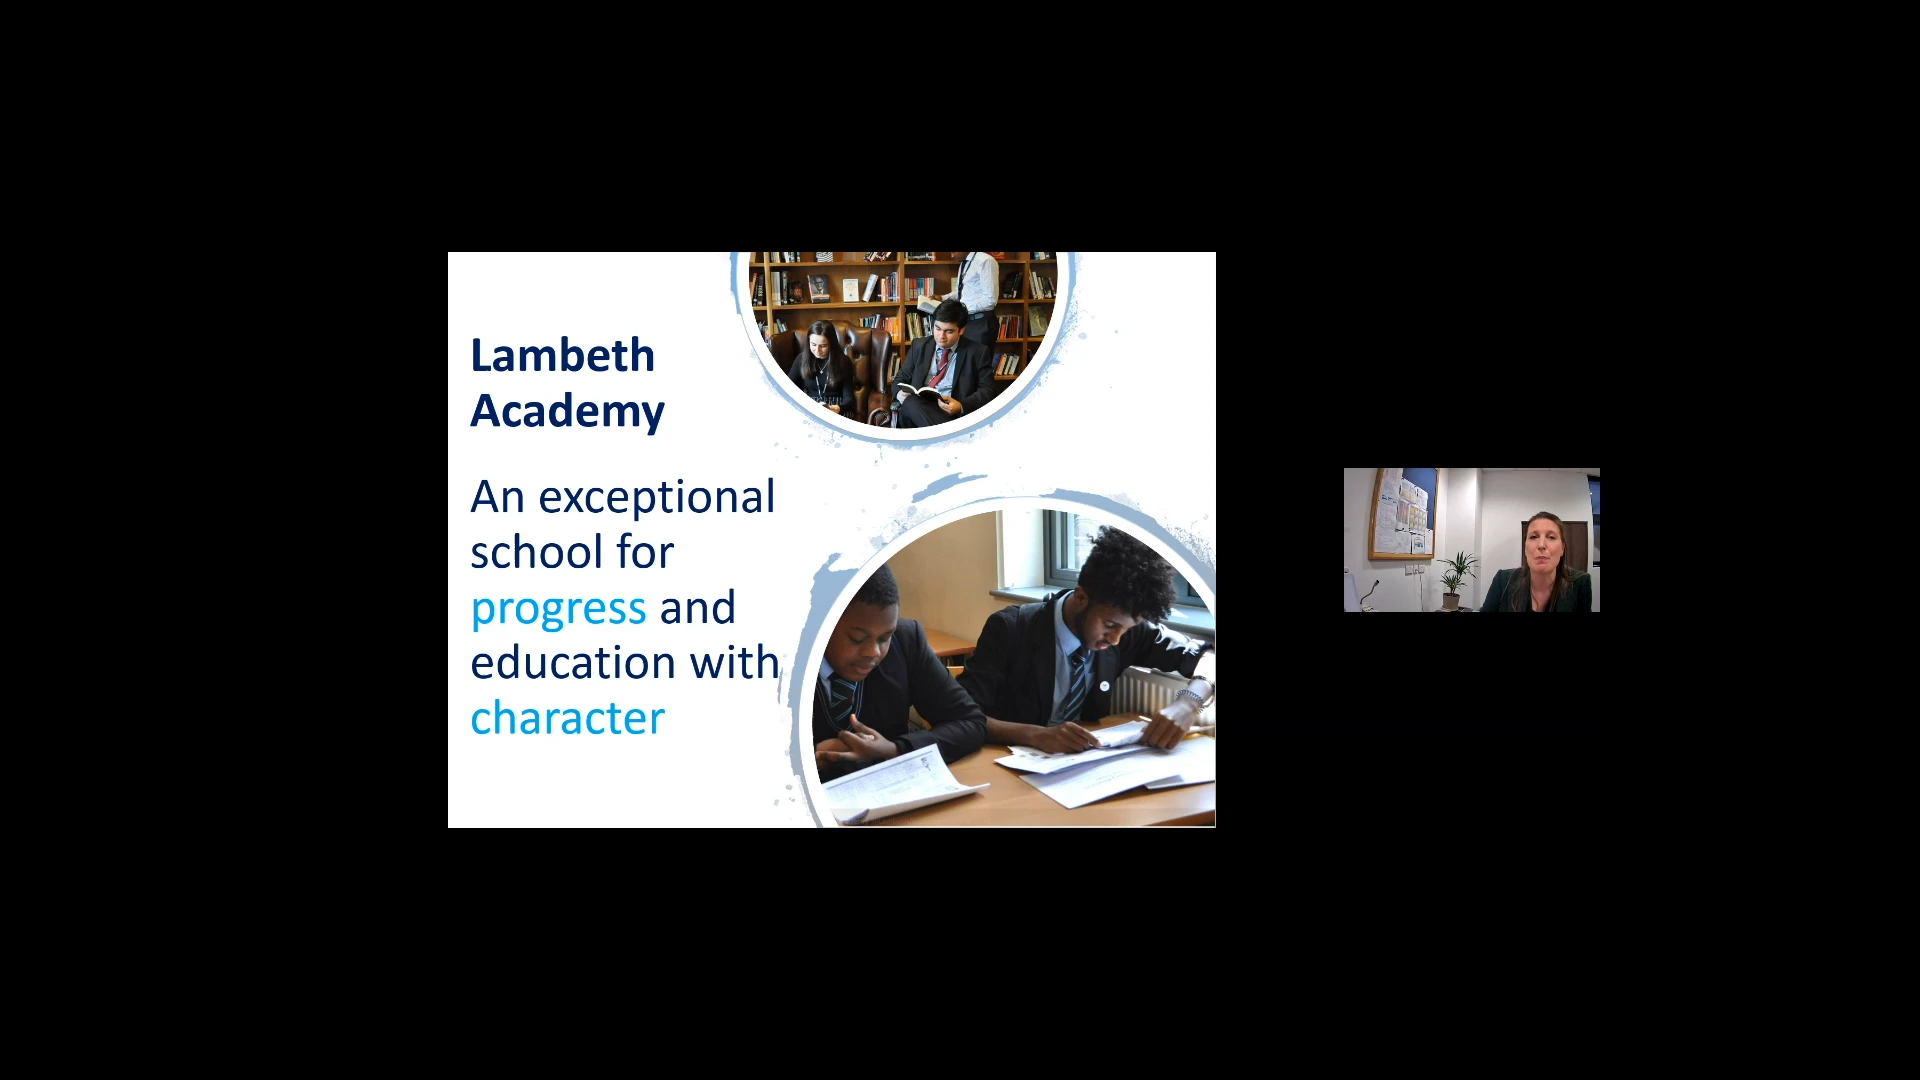 Lambeth
Academy
An exceptional
school for
progress and
education with
character